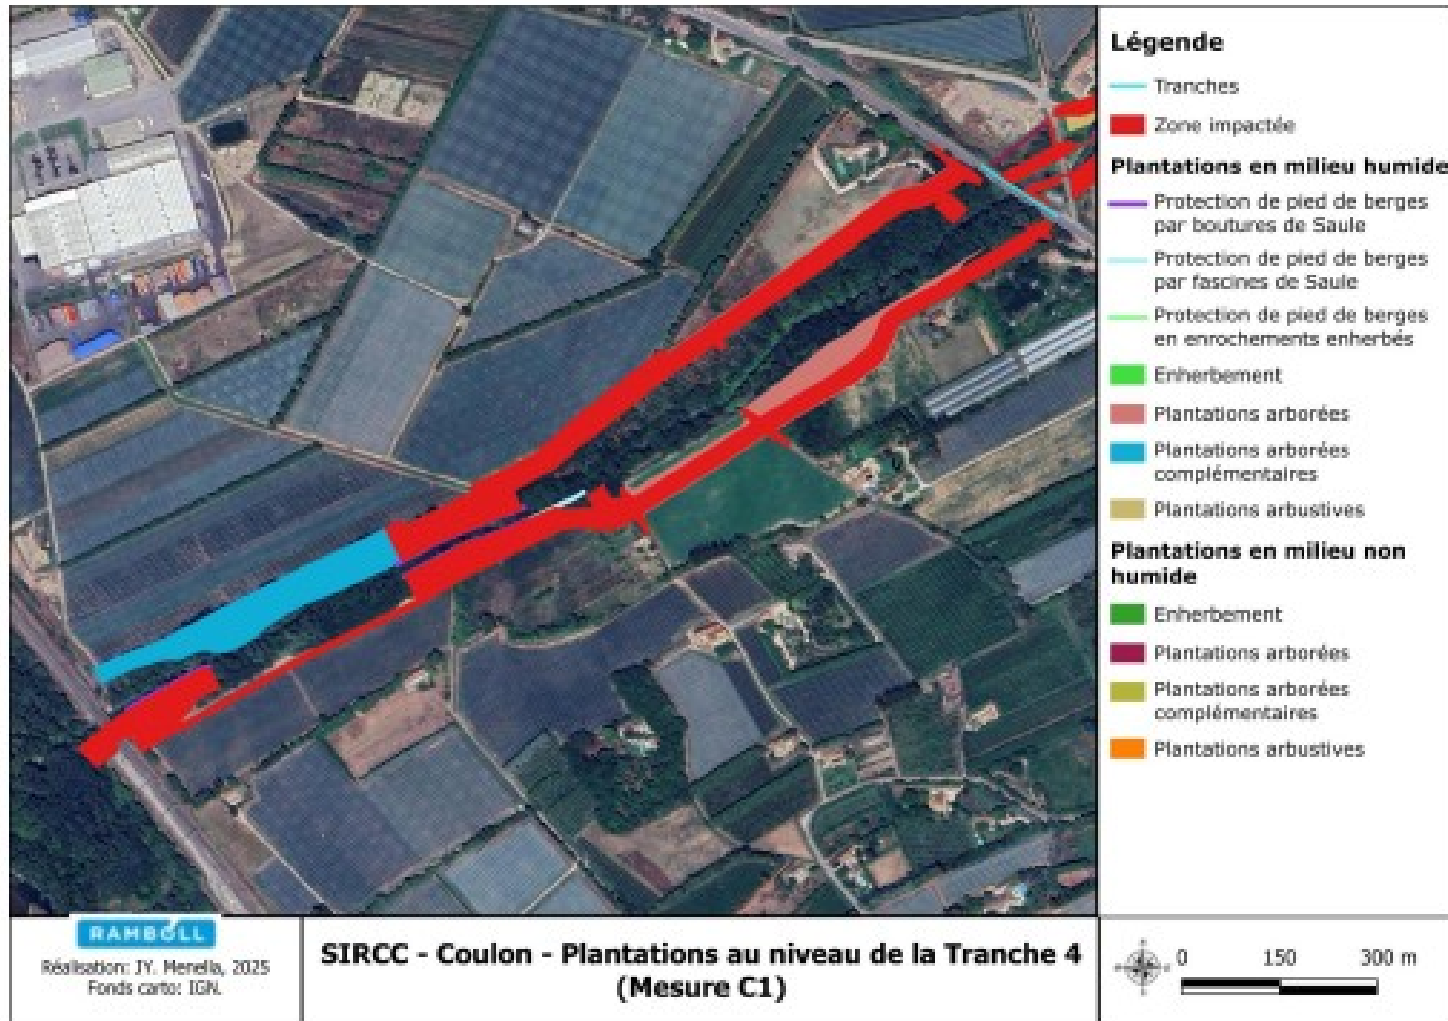 Légende
Tranches
Zone impactée
Plantations en milieu humide
Protection de pied de berges
par boutures de Saule
Protection de pied de berges
par fascines de Saule
Protection de pied de berges
en enrochements enherbés
Enherbement
Plantations arborées
Plantations arborées
complémentaires
Plantations arbustives
Plantations en milieu non
humide
Enherbement
Plantations arborées
Plantations arborées
complémentaires
Plantations arbustives
RAMBOLL
Réalisation: JY. Menella, 2025
Fonds carto: IGN.
SIRCC - Coulon - Plantations au niveau de la Tranche 4
(Mesure C1)
0 150 300 m